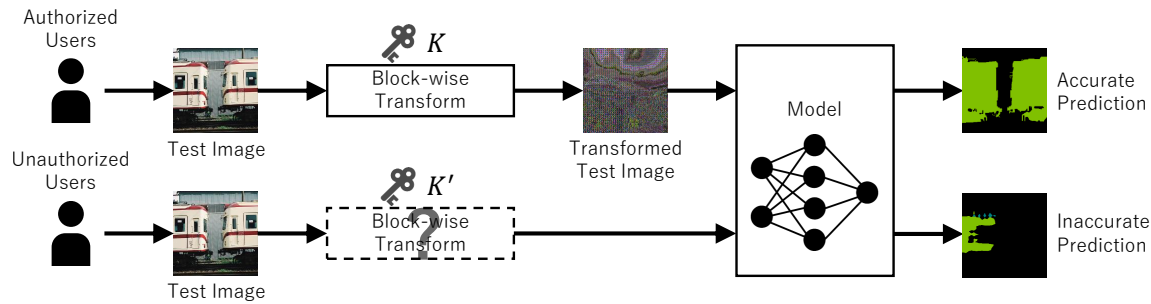 Authorized
Users
K
Block-wise
Transform
Test Image
Transformed
Test Image
Model
Accurate
Prediction
Unauthorized
Users
K′
Block-wise
?
Transform
Test Image
Inaccurate
Prediction